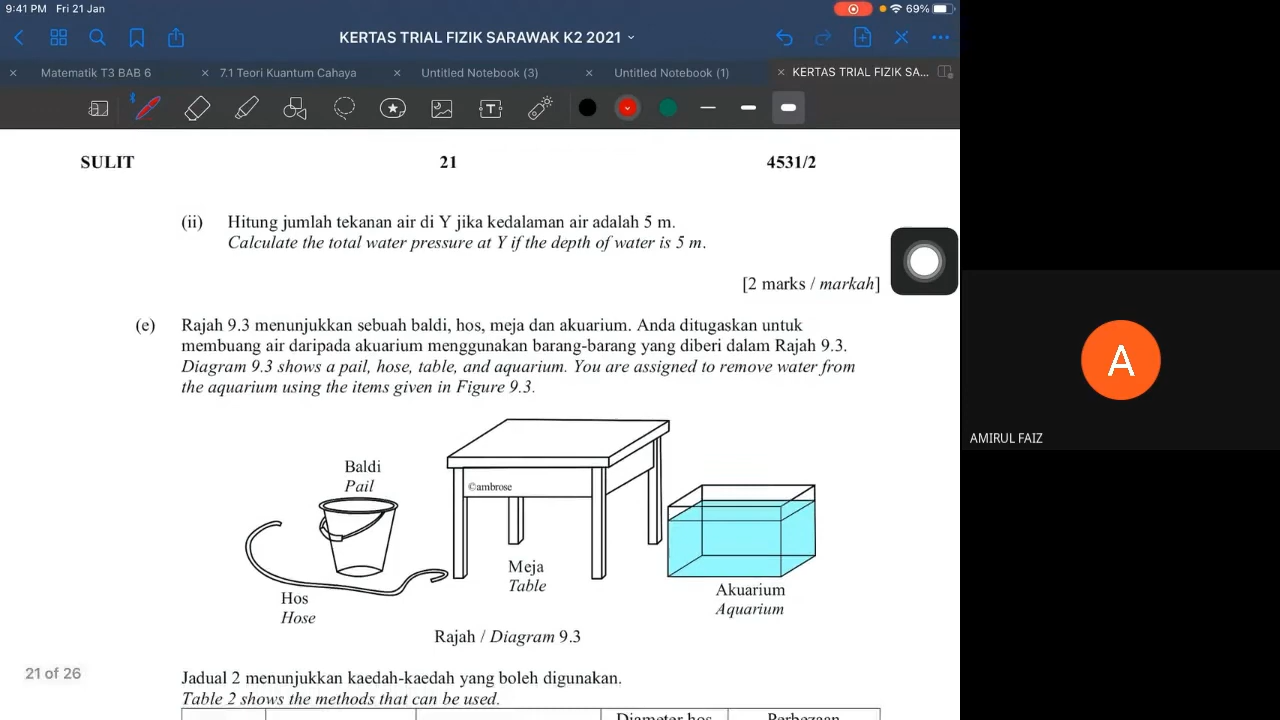 9:41 PM Fri 21 Jan
69%
KERTAS TRIAL FIZIK SARAWAK K2 2021
Matematik T3 BAB 6
7.1 Teori Kuantum Cahaya
Untitled Notebook (3)
Untitled Notebook (1)
KERTAS TRIAL FIZIK SA...
SULIT 21 4531/2
(ii) Hitung jumlah tekanan air di Y jika kedalaman air adalah 5 m.
Calculate the total water pressure at Y if the depth of water is 5 m.
[2 marks / markah]
(e) Rajah 9.3 menunjukkan sebuah baldi, hos, meja dan akuarium. Anda ditugaskan untuk
membuang air daripada akuarium menggunakan barang-barang yang diberi dalam Rajah 9.3.
Diagram 9.3 shows a pail, hose, table, and aquarium. You are assigned to remove water from
the aquarium using the items given in Figure 9.3.
Baldi
Pail
©ambrose
Meja
Table
Hos
Hose
Akuarium
Aquarium
Rajah / Diagram 9.3
21 of 26
Jadual 2 menunjukkan kaedah-kaedah yang boleh digunakan.
Table 2 shows the methods that can be used.
Diameter hos
Perbezaan
A
AMIRUL FAIZ